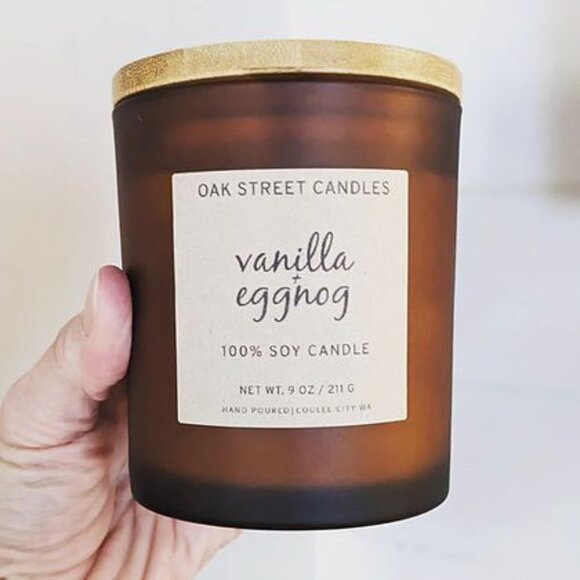 OAK STREET CANDLES
vanilla
+
eggnog
100% SOY CANDLE
NET WT. 9 OZ / 211 G
HAND POURED|COULEE CITY WA